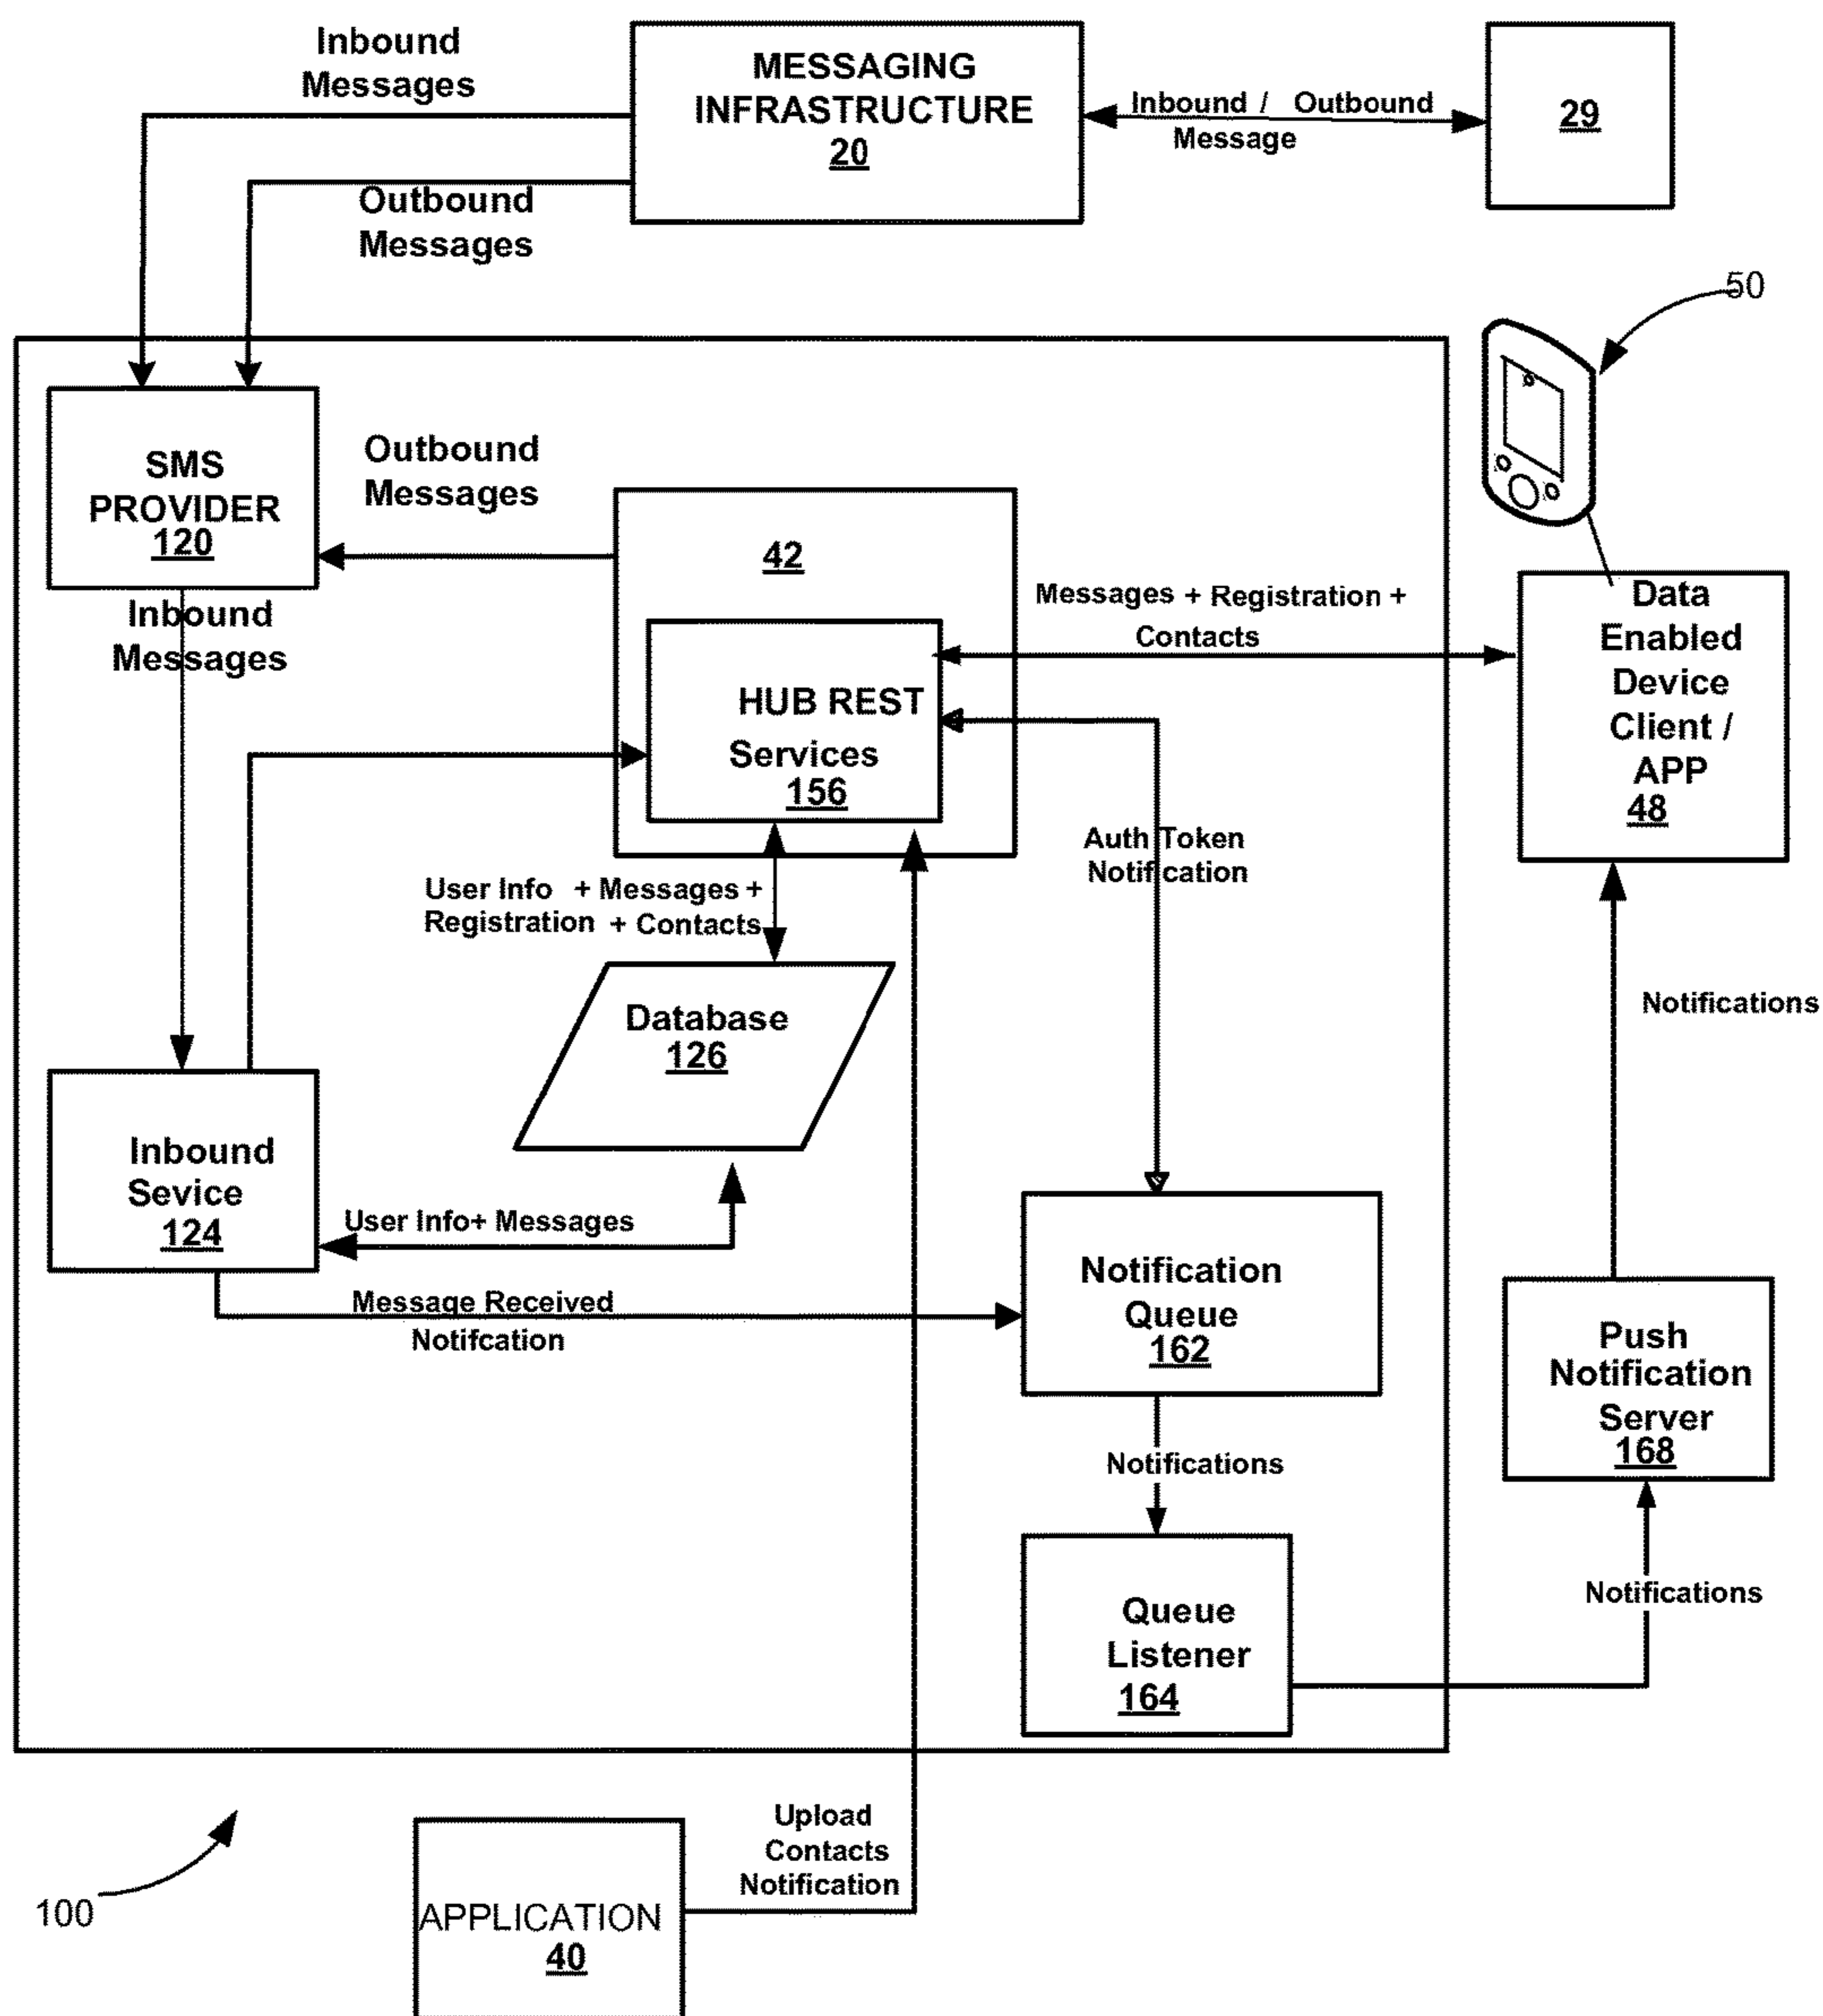 Inbound
Messages
MESSAGING
INFRASTRUCTURE
20
Inbound / Outbound
Message
29
Outbound
Messages
50
SMS
PROVIDER
120
Outbound
Messages
42
Inbound
Messages
HUB REST
Services
156
Messages + Registration +
Contacts
Data
Enabled
Device
Client /
APP
48
Auth Token
Notification
User Info + Messages +
Registration + Contacts
Database
126
Notifications
Inbound
Sevice
124
User Info+ Messages
Message Received
Notifcation
Notification
Queue
162
Push
Notification
Server
168
Notifications
Queue
Listener
164
Notifications
100
APPLICATION
40
Upload
Contacts
Notification